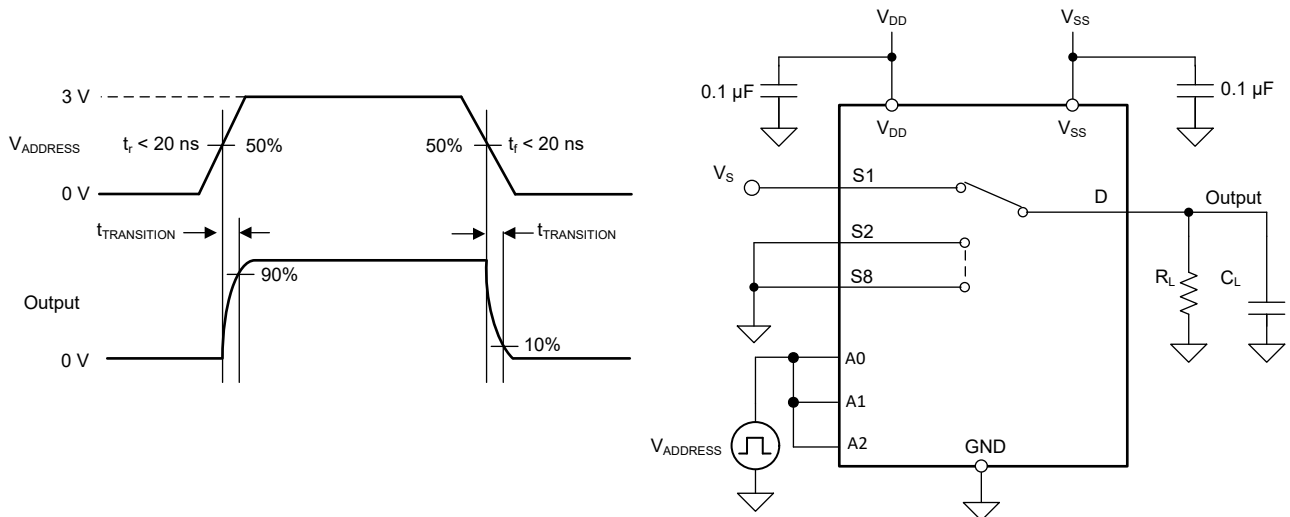 3 V
V_ADDRESS
t_r < 20 ns
50%
50%
t_f < 20 ns
0 V
t_TRANSITION
t_TRANSITION
90%
Output
0 V
10%
V_DD
V_SS
0.1 µF
0.1 µF
V_DD
V_SS
V_S
S1
D
Output
S2
S8
R_L
C_L
A0
A1
A2
V_ADDRESS
GND